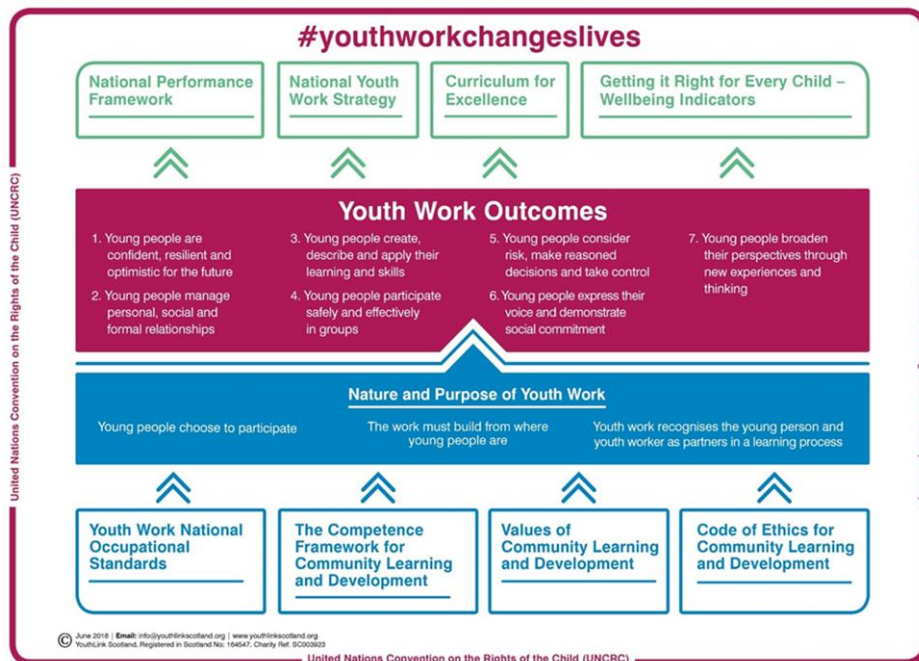 #youthworkchangeslives
National Performance
Framework
National Youth
Work Strategy
Curriculum for
Excellence
Getting it Right for Every Child –
Wellbeing Indicators
United Nations Convention on the Rights of the Child (UNCRC)
Youth Work Outcomes
1. Young people are
confident, resilient and
optimistic for the future
2. Young people manage
personal, social and
formal relationships
3. Young people create,
describe and apply their
learning and skills
4. Young people participate
safely and effectively
in groups
5. Young people consider
risk, make reasoned
decisions and take control
6. Young people express their
voice and demonstrate
social commitment
7. Young people broaden
their perspectives through
new experiences and
thinking
Nature and Purpose of Youth Work
Young people choose to participate
The work must build from where
young people are
Youth work recognises the young person and
youth worker as partners in a learning process
Youth Work National
Occupational
Standards
The Competence
Framework for
Community Learning
and Development
Values of
Community Learning
and Development
Code of Ethics for
Community Learning
and Development
© June 2018 | Email: info@youthlinkscotland.org | www.youthlinkscotland.org
YouthLink Scotland. Registered in Scotland No: 164547. Charity Ref. SC003923
United Nations Convention on the Rights of the Child (UNCRC)